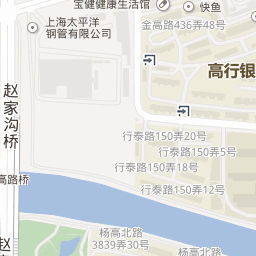 宝健健康生活馆
快鱼
金高路436弄48号
上海太平洋
钢管有限公司
高行银
赵家沟桥
行泰路150弄20号
行泰路150弄5号
行泰路150弄18号
高路桥
行泰路150弄12号
杨高北路
3839弄30号
杨高北路
赵